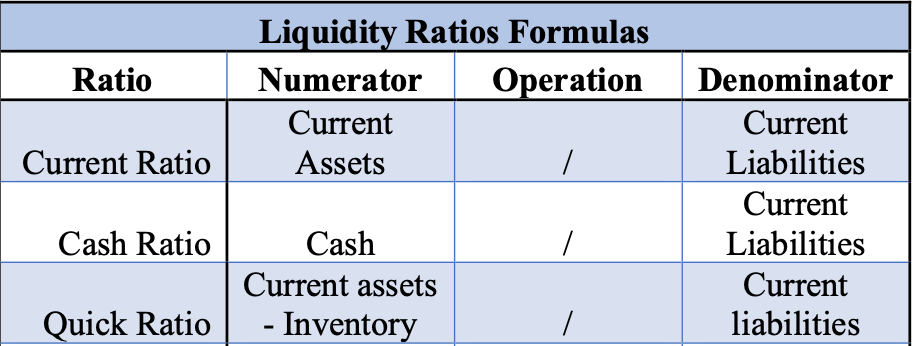 Liquidity Ratios Formulas
Ratio Numerator Operation Denominator
Current Ratio Current Assets / Current Liabilities
Cash Ratio Cash / Current Liabilities
Quick Ratio Current assets - Inventory / Current liabilities